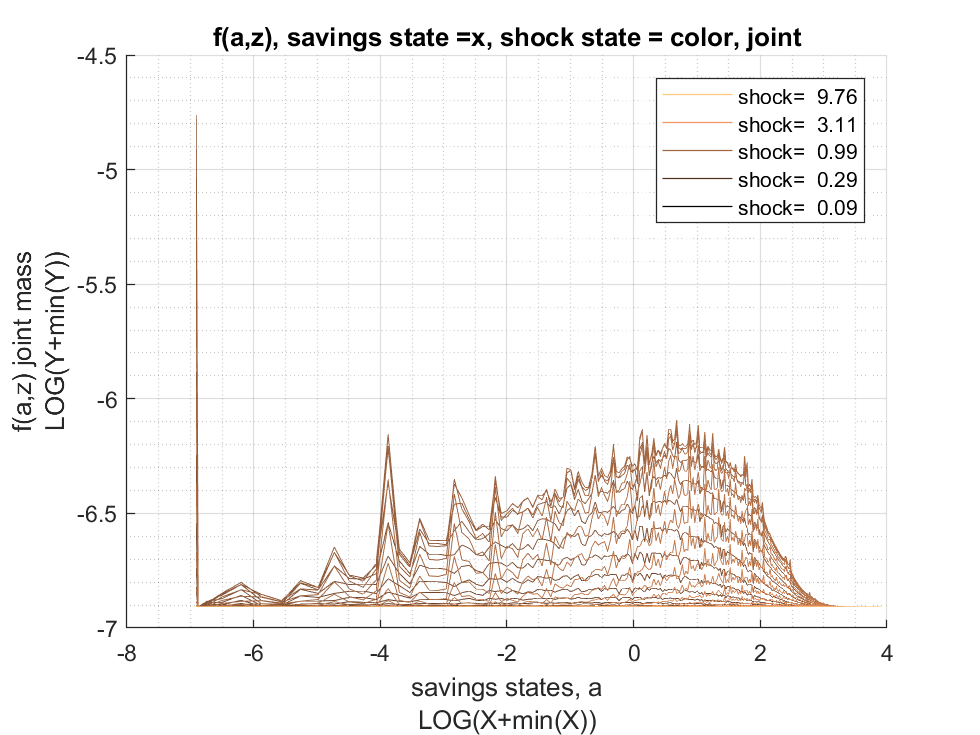 f(a,z), savings state =x, shock state = color, joint
-4.5
-5
-5.5
-6
-6.5
-7
f(a,z) joint mass
LOG(Y+min(Y))
shock=  9.76
shock=  3.11
shock=  0.99
shock=  0.29
shock=  0.09
-8 -6 -4 -2 0 2 4
savings states, a
LOG(X+min(X))